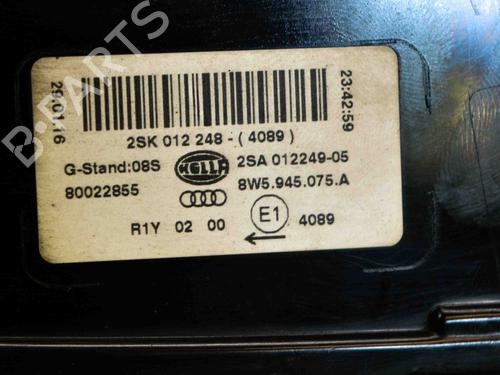 29.01.16
23:42:59
2SK 012 248 - ( 4089 )
G-Stand:08S
HELLA
2SA 012249-05
80022855
8W5.945.075.A
R1Y 02 00
E1
4089
B-PARTS